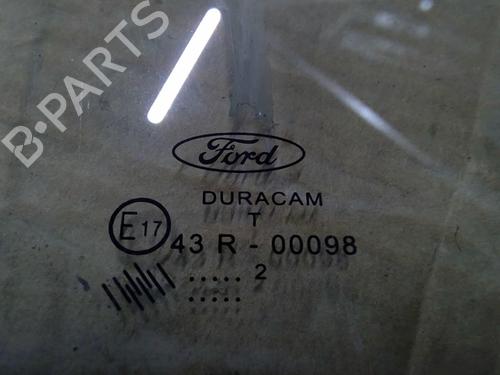 B-PARTS
Ford
DURACAM
T
E17
43 R - 00098
..... 2
.....